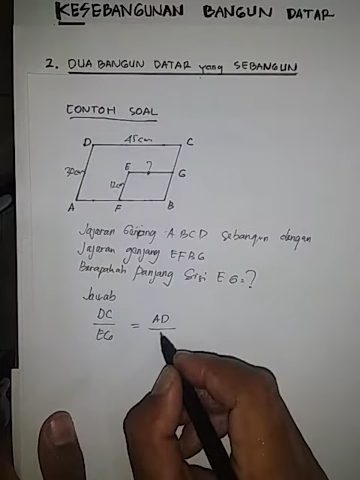 KESEBANGUNAN BANGUN DATAR
2. DUA BANGUN DATAR yang SEBANGUN
CONTOH SOAL
D 45cm C
30cm E ? G
12cm
A F B
Jajaran Genjang ABCD Sebangun dengan
Jajaran genjang EFBG
Berapakah Panjang Sisi EG = ?
Jawab
DC = AD
EG